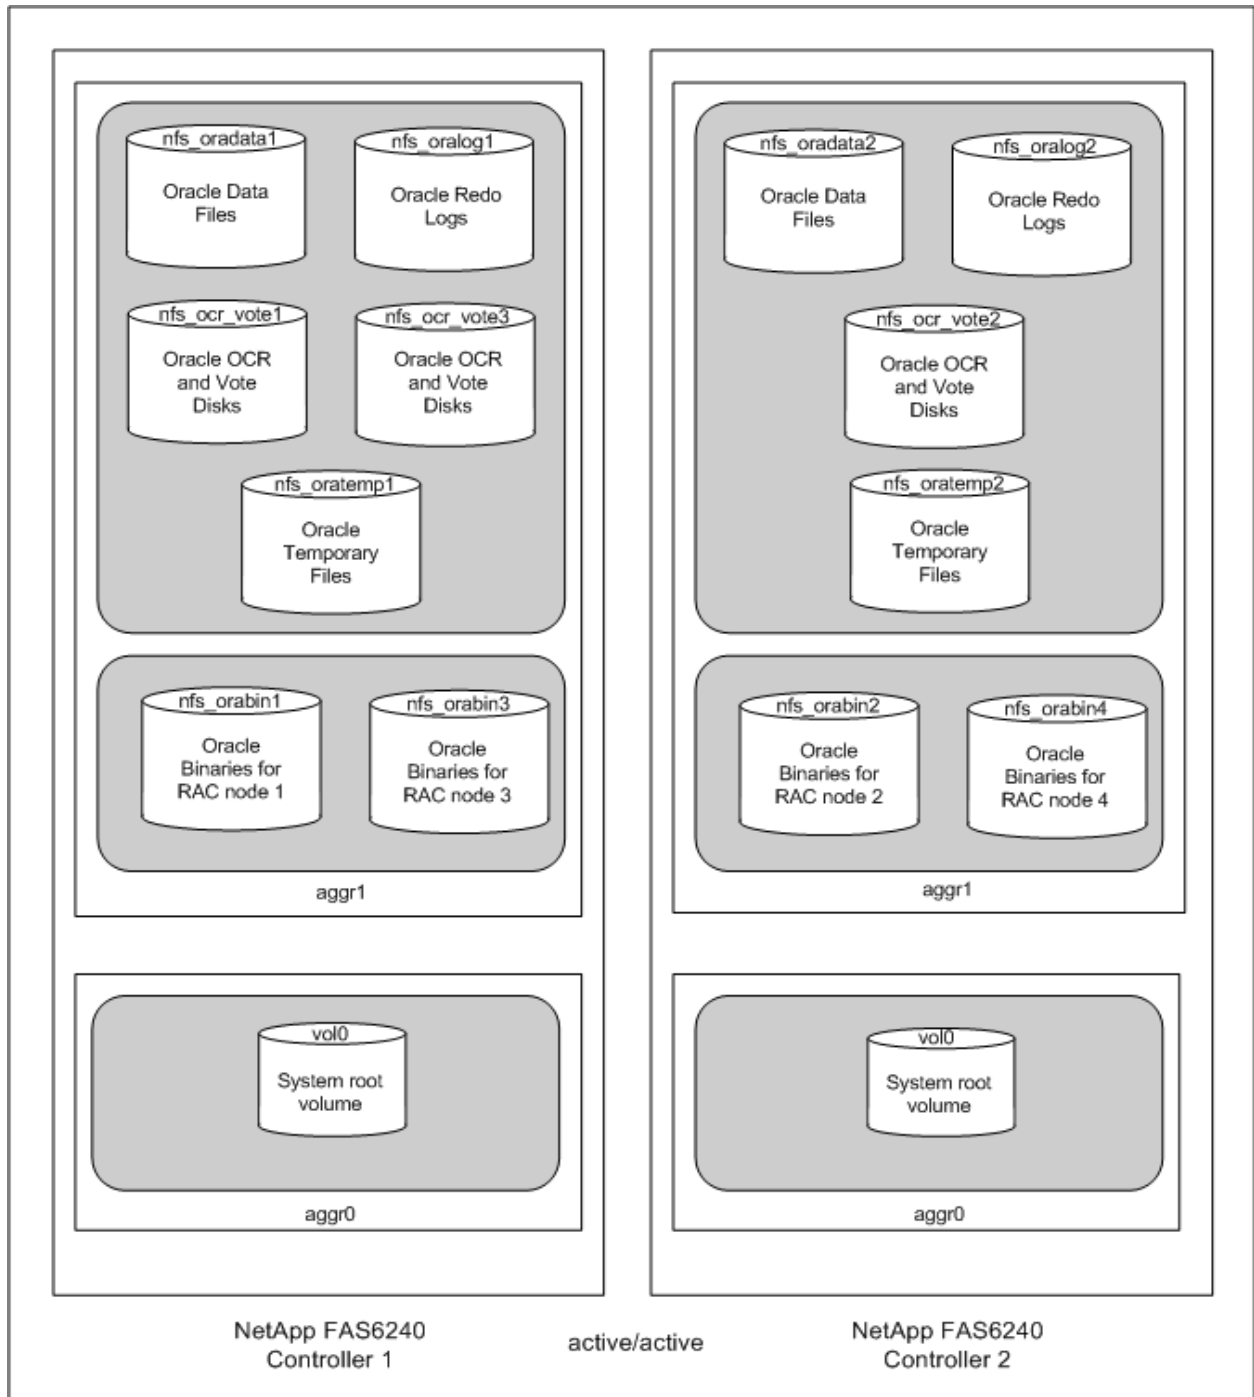 nfs_oradata1
Oracle Data
Files
nfs_oralog1
Oracle Redo
Logs
nfs_ocr_vote1
Oracle OCR
and Vote
Disks
nfs_ocr_vote3
Oracle OCR
and Vote
Disks
nfs_oratemp1
Oracle
Temporary
Files
nfs_orabin1
Oracle
Binaries for
RAC node 1
nfs_orabin3
Oracle
Binaries for
RAC node 3
aggr1
vol0
System root
volume
aggr0
NetApp FAS6240
Controller 1
active/active
nfs_oradata2
Oracle Data
Files
nfs_oralog2
Oracle Redo
Logs
nfs_ocr_vote2
Oracle OCR
and Vote
Disks
nfs_oratemp2
Oracle
Temporary
Files
nfs_orabin2
Oracle
Binaries for
RAC node 2
nfs_orabin4
Oracle
Binaries for
RAC node 4
aggr1
vol0
System root
volume
aggr0
NetApp FAS6240
Controller 2